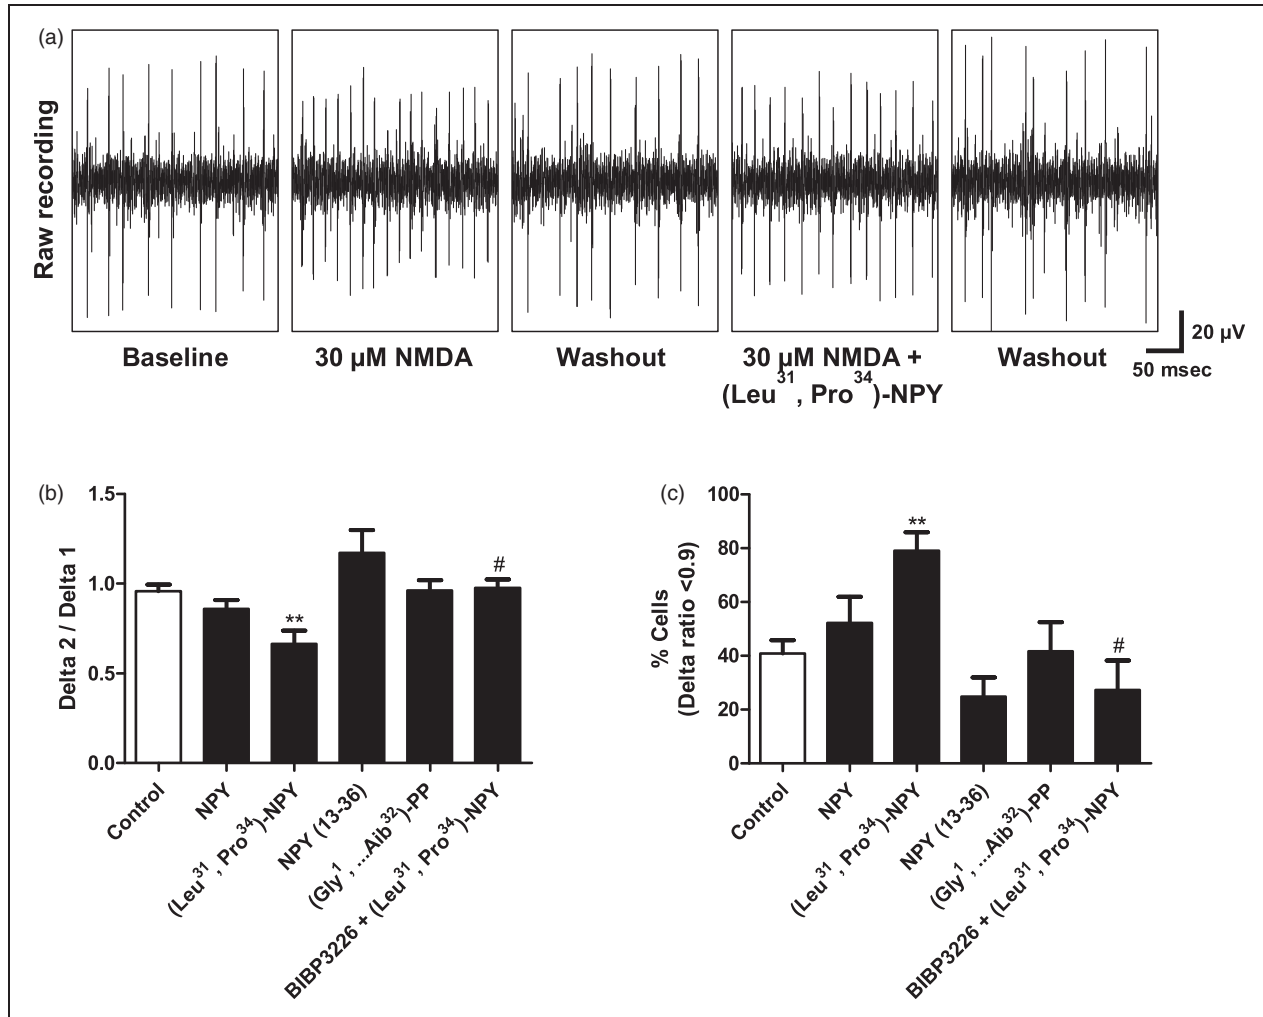 (a)
Raw recording
Baseline
30 µM NMDA
Washout
30 µM NMDA +
(Leu31, Pro34)-NPY
Washout
20 µV
50 msec
(b)
Delta 2 / Delta 1
1.5
1.0
0.5
0.0
**
#
Control
NPY
(Leu31, Pro34)-NPY
NPY (13-36)
(Gly1, ...Aib32)-PP
BIBP3226 + (Leu31, Pro34)-NPY
(c)
% Cells
(Delta ratio <0.9)
100
80
60
40
20
0
**
#
Control
NPY
(Leu31, Pro34)-NPY
NPY (13-36)
(Gly1, ...Aib32)-PP
BIBP3226 + (Leu31, Pro34)-NPY